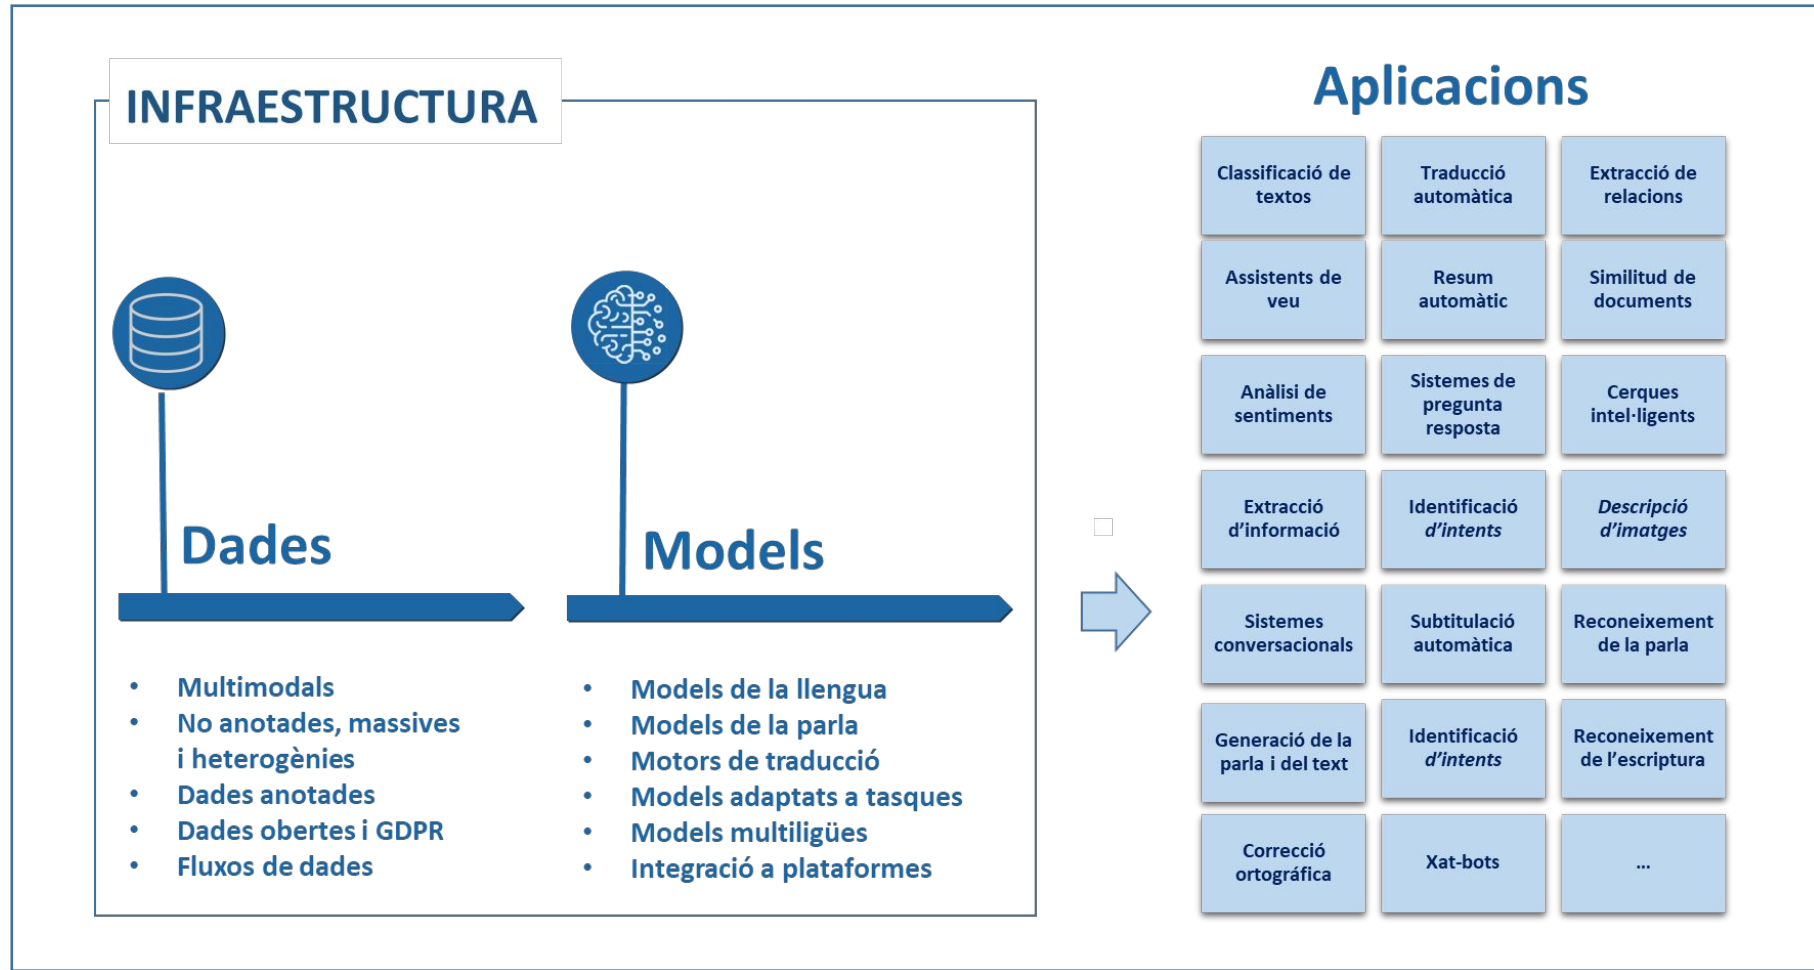 INFRAESTRUCTURA
Dades
• Multimodals
• No anotades, massives
i heterogènies
• Dades anotades
• Dades obertes i GDPR
• Fluxos de dades
Models
• Models de la llengua
• Models de la parla
• Motors de traducció
• Models adaptats a tasques
• Models multiligües
• Integració a plataformes
Aplicacions
Classificació de
textos
Traducció
automàtica
Extracció de
relacions
Assistents de
veu
Resum
automàtic
Similitud de
documents
Anàlisi de
sentiments
Sistemes de
pregunta
resposta
Cerques
intel·ligents
Extracció
d’informació
Identificació
d’intents
Descripció
d’imatges
Sistemes
conversacionals
Subtitulació
automàtica
Reconeixement
de la parla
Generació de la
parla i del text
Identificació
d’intents
Reconeixement
de l’escriptura
Correcció
ortográfica
Xat-bots
...